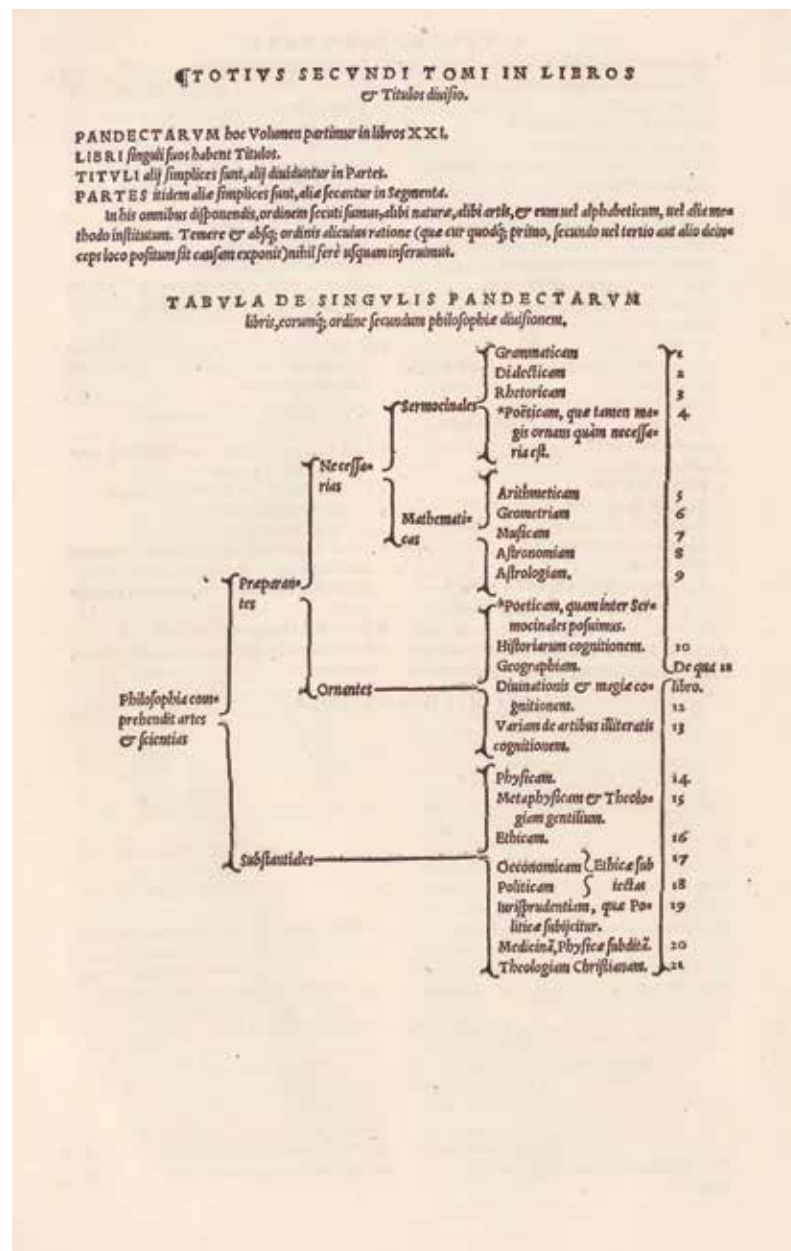 ¶TOTIVS SECVNDI TOMI IN LIBROS
& Titulos diuisio.
PANDECTARVM hoc Volumen partimur in libros XXI.
LIBRI singuli suos habent Titulos.
TITVLI alij simplices sunt, alij diuiduntur in Partes.
PARTES itidem aliæ simplices sunt, aliæ secantur in Segmenta.
In his omnibus disponendis, ordinem secuti sumus, alibi naturæ, alibi artis, & eum uel alphabeticum, uel alia me=
thodo institutum. Temere & absq; ordinis alicuius ratione (quæ cur quodq; primo, secundo uel tertio aut alio dein=
ceps loco positum sit causam exponit) nihil ferè usquam inseruimus.
TABVLA DE SINGVLIS PANDECTARVM
libris, eorumq; ordine secundum philosophiæ diuisionem.
Philosophia com=
prehendit artes
& scientias
Præparan=
tes
Necessa=
rias
Sermocinales
Grammaticam 1
Dialecticam 2
Rhetoricam 3
*Poëticam, quæ tamen ma= 4
gis ornans quàm necessa=
ria est.
Mathemati=
cas
Arithmeticam 5
Geometriam 6
Musicam 7
Astronomiam 8
Astrologiam. 9
Ornantes
*Poeticam, quam inter Ser=
mocinales posuimus.
Historiarum cognitionem. 10
Geographiam. De qua 11
Diuinationis & magiæ co= libro.
gnitionem. 12
Variam de artibus illiteratis 13
cognitionem.
Substantiales
Physicam. 14
Metaphysicam & Theolo= 15
giam gentilium.
Ethicam. 16
Oeconomicam Ethicæ sub 17
Politicam iectas 18
Iurisprudentiam, quæ Po= 19
liticæ subijcitur.
Medicinā, Physicæ subditā. 20
Theologiam Christianam. 21